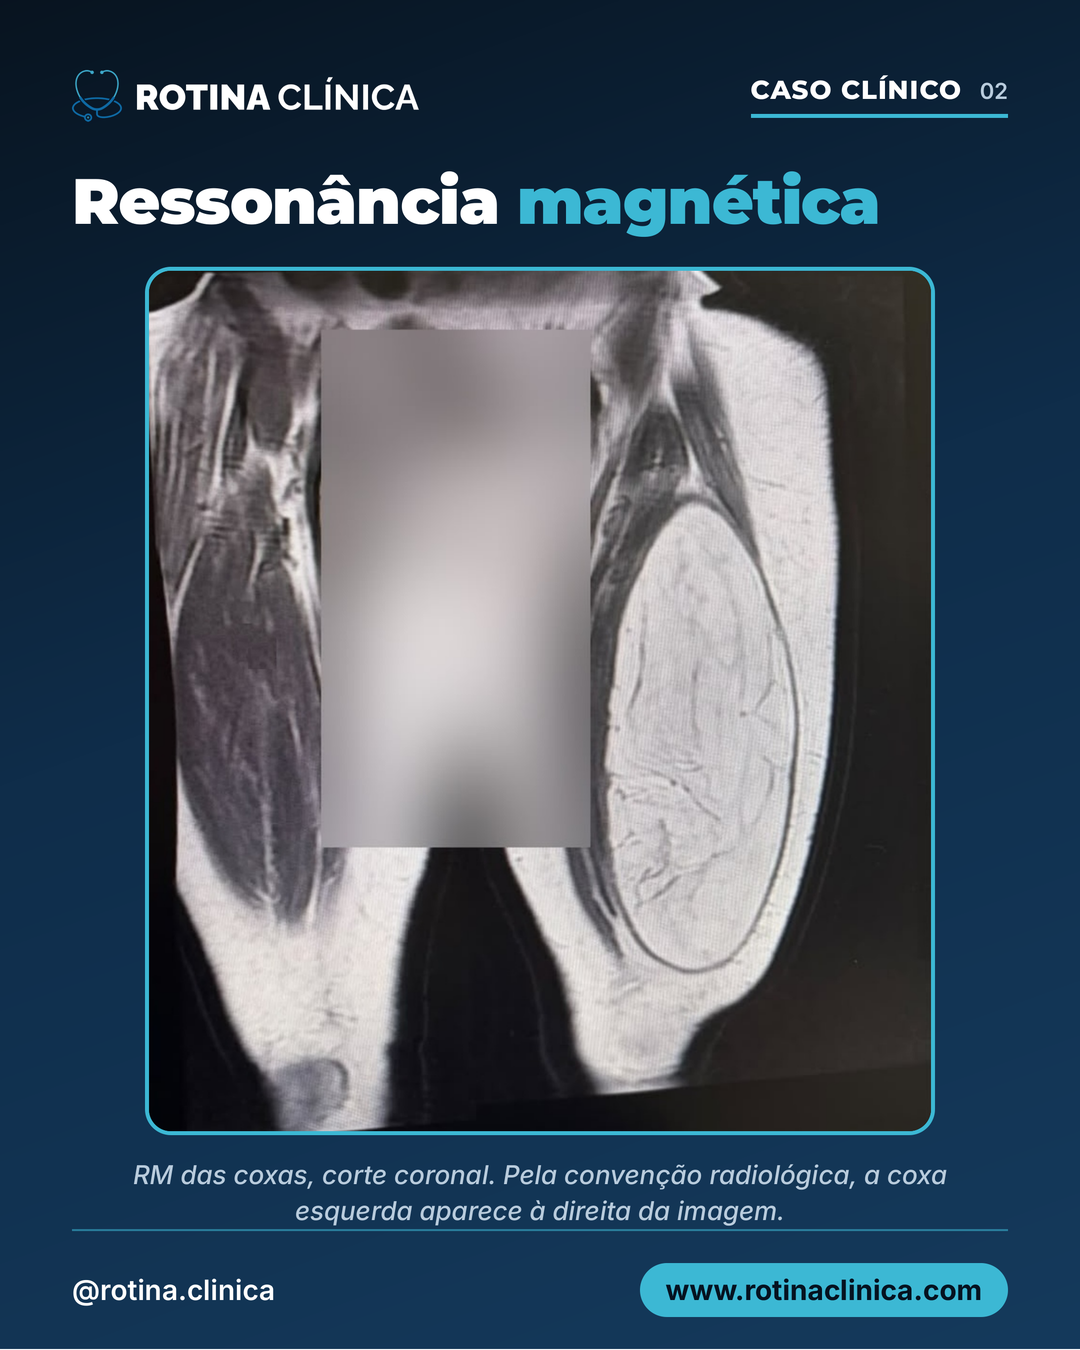 ROTINA CLÍNICA
CASO CLÍNICO 02
Ressonância magnética
RM das coxas, corte coronal. Pela convenção radiológica, a coxa
esquerda aparece à direita da imagem.
@rotina.clinica
www.rotinaclinica.com